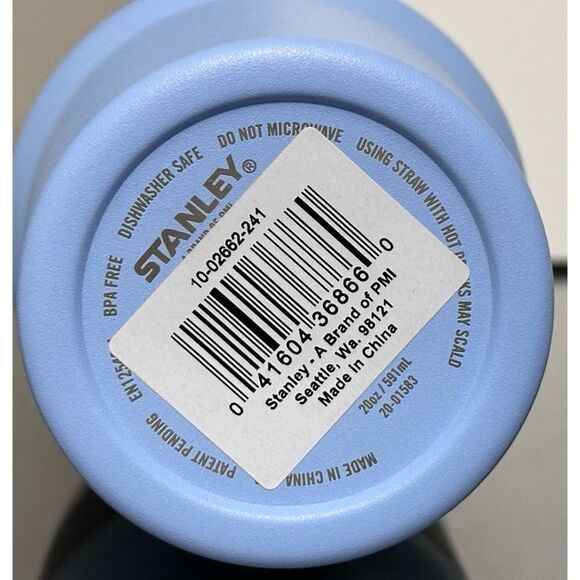 STANLEY®
DO NOT MICROWAVE
USING STRAW WITH HOT
MAY SCALD
20oz / 591mL
20-01583
MADE IN CHINA
PATENT PENDING
BPA FREE
DISHWASHER SAFE
10-02662-241
0 41604 36866 0
Stanley - A Brand of PMI
Seattle, Wa. 98121
Made In China